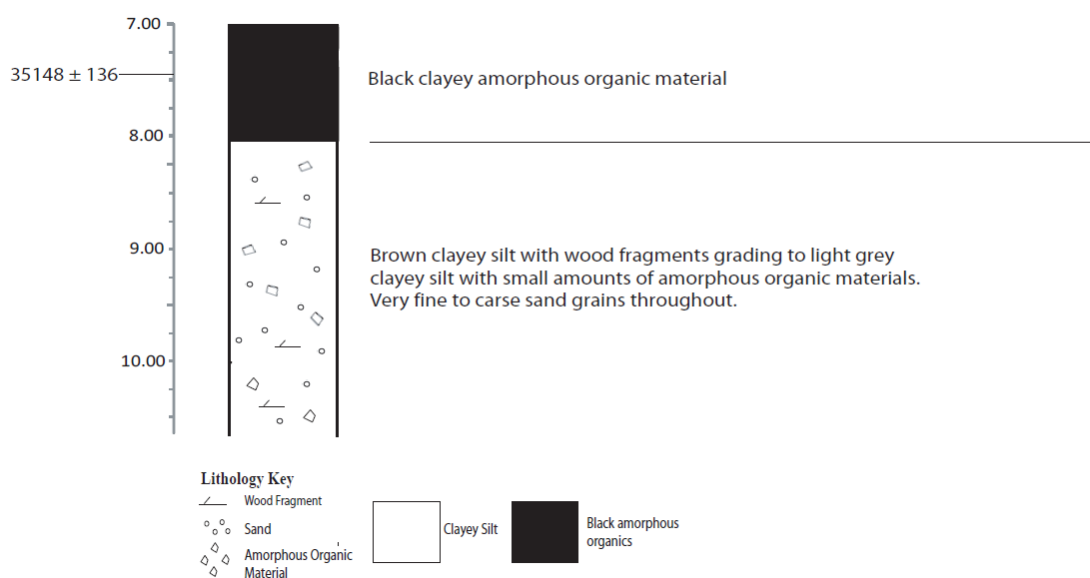 7.00
35148 ± 136
Black clayey amorphous organic material
8.00
9.00
Brown clayey silt with wood fragments grading to light grey
clayey silt with small amounts of amorphous organic materials.
Very fine to carse sand grains throughout.
10.00
Lithology Key
Wood Fragment
Sand
Amorphous Organic
Material
Clayey Silt
Black amorphous
organics